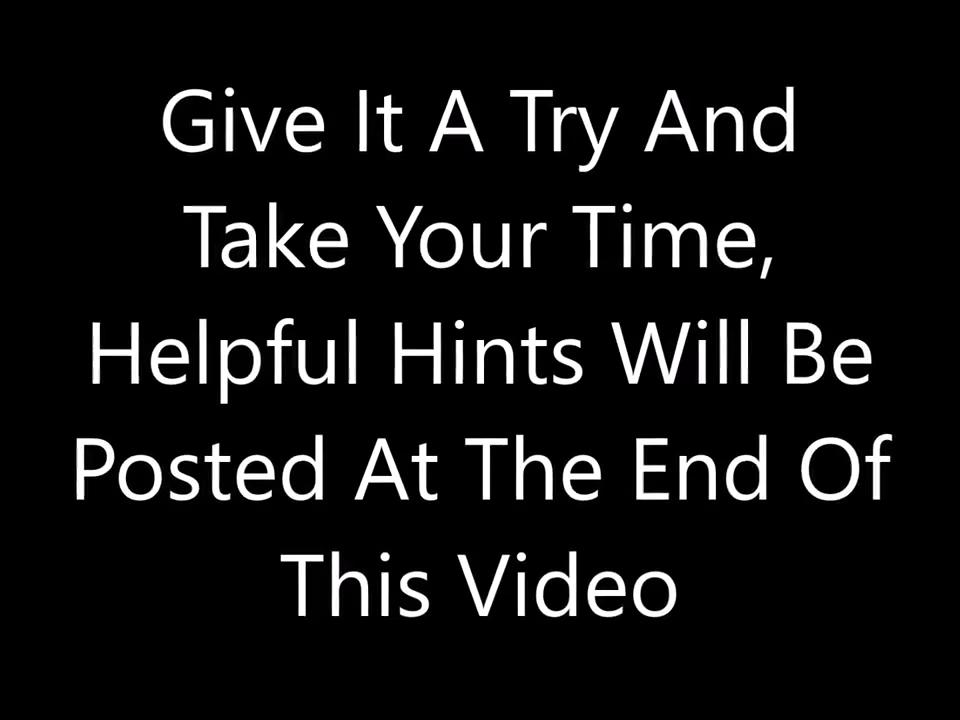 Give It A Try And
Take Your Time,
Helpful Hints Will Be
Posted At The End Of
This Video